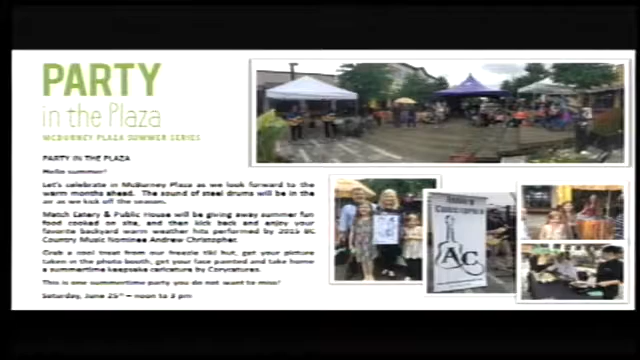 PARTY
in the Plaza
MCBURNEY PLAZA SUMMER SERIES
PARTY IN THE PLAZA
Hello summer!
Let's celebrate in McBurney Plaza as we look forward to the
warm months ahead. The sound of steel drums will be in the
air as we kick off the season.
Match Eatery & Public House will be giving away summer fun
food cooked on site, and then kick back and enjoy your
favorite backyard warm weather hits performed by 2015 BC
Country Music Nominee Andrew Christopher.
Grab a cool treat from our freezie tiki hut, get your picture
taken in the photo booth, get your face painted and take home
a summertime keepsake caricature by Corycatures.
This is one summertime party you do not want to miss!
Saturday, June 25th – noon to 3 pm
Andrew
Christopher
AC